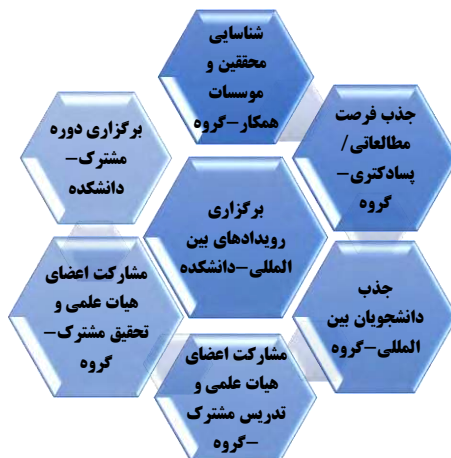 شناسایی
محققین و
موسسات
همکار–گروه
جذب فرصت
مطالعاتی/
پسادکتری–
گروه
برگزاری دوره
مشترک–
دانشکده
برگزاری
رویدادهای بین
المللی–دانشکده
جذب
دانشجویان بین
المللی–گروه
مشارکت اعضای
هیات علمی و
تحقیق مشترک–
گروه
مشارکت اعضای
هیات علمی و
تدریس مشترک
–گروه